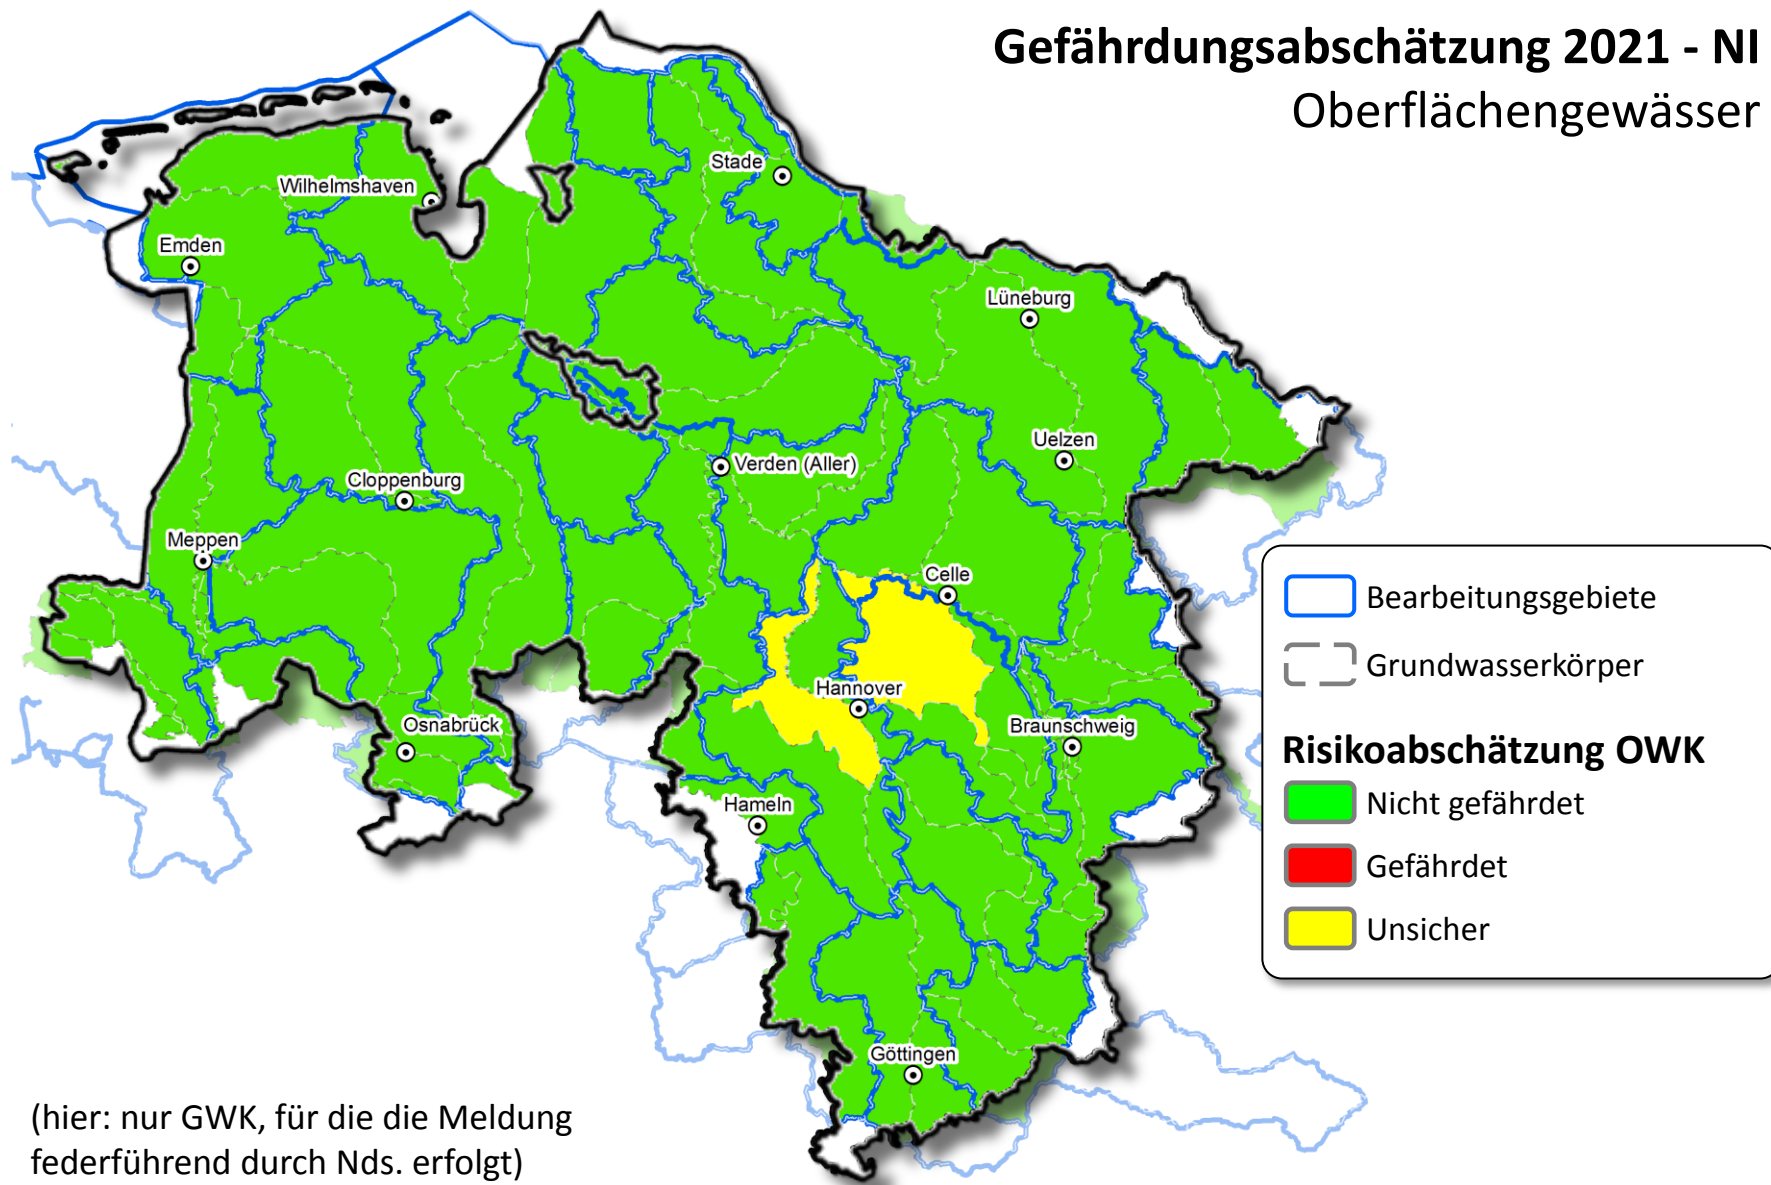 Gefährdungsabschätzung 2021 - NI
Oberflächengewässer
Stade
Wilhelmshaven
Emden
Lüneburg
Uelzen
Verden (Aller)
Cloppenburg
Meppen
Celle
Hannover
Osnabrück
Braunschweig
Hameln
Göttingen
Bearbeitungsgebiete
Grundwasserkörper
Risikoabschätzung OWK
Nicht gefährdet
Gefährdet
Unsicher
(hier: nur GWK, für die die Meldung
federführend durch Nds. erfolgt)